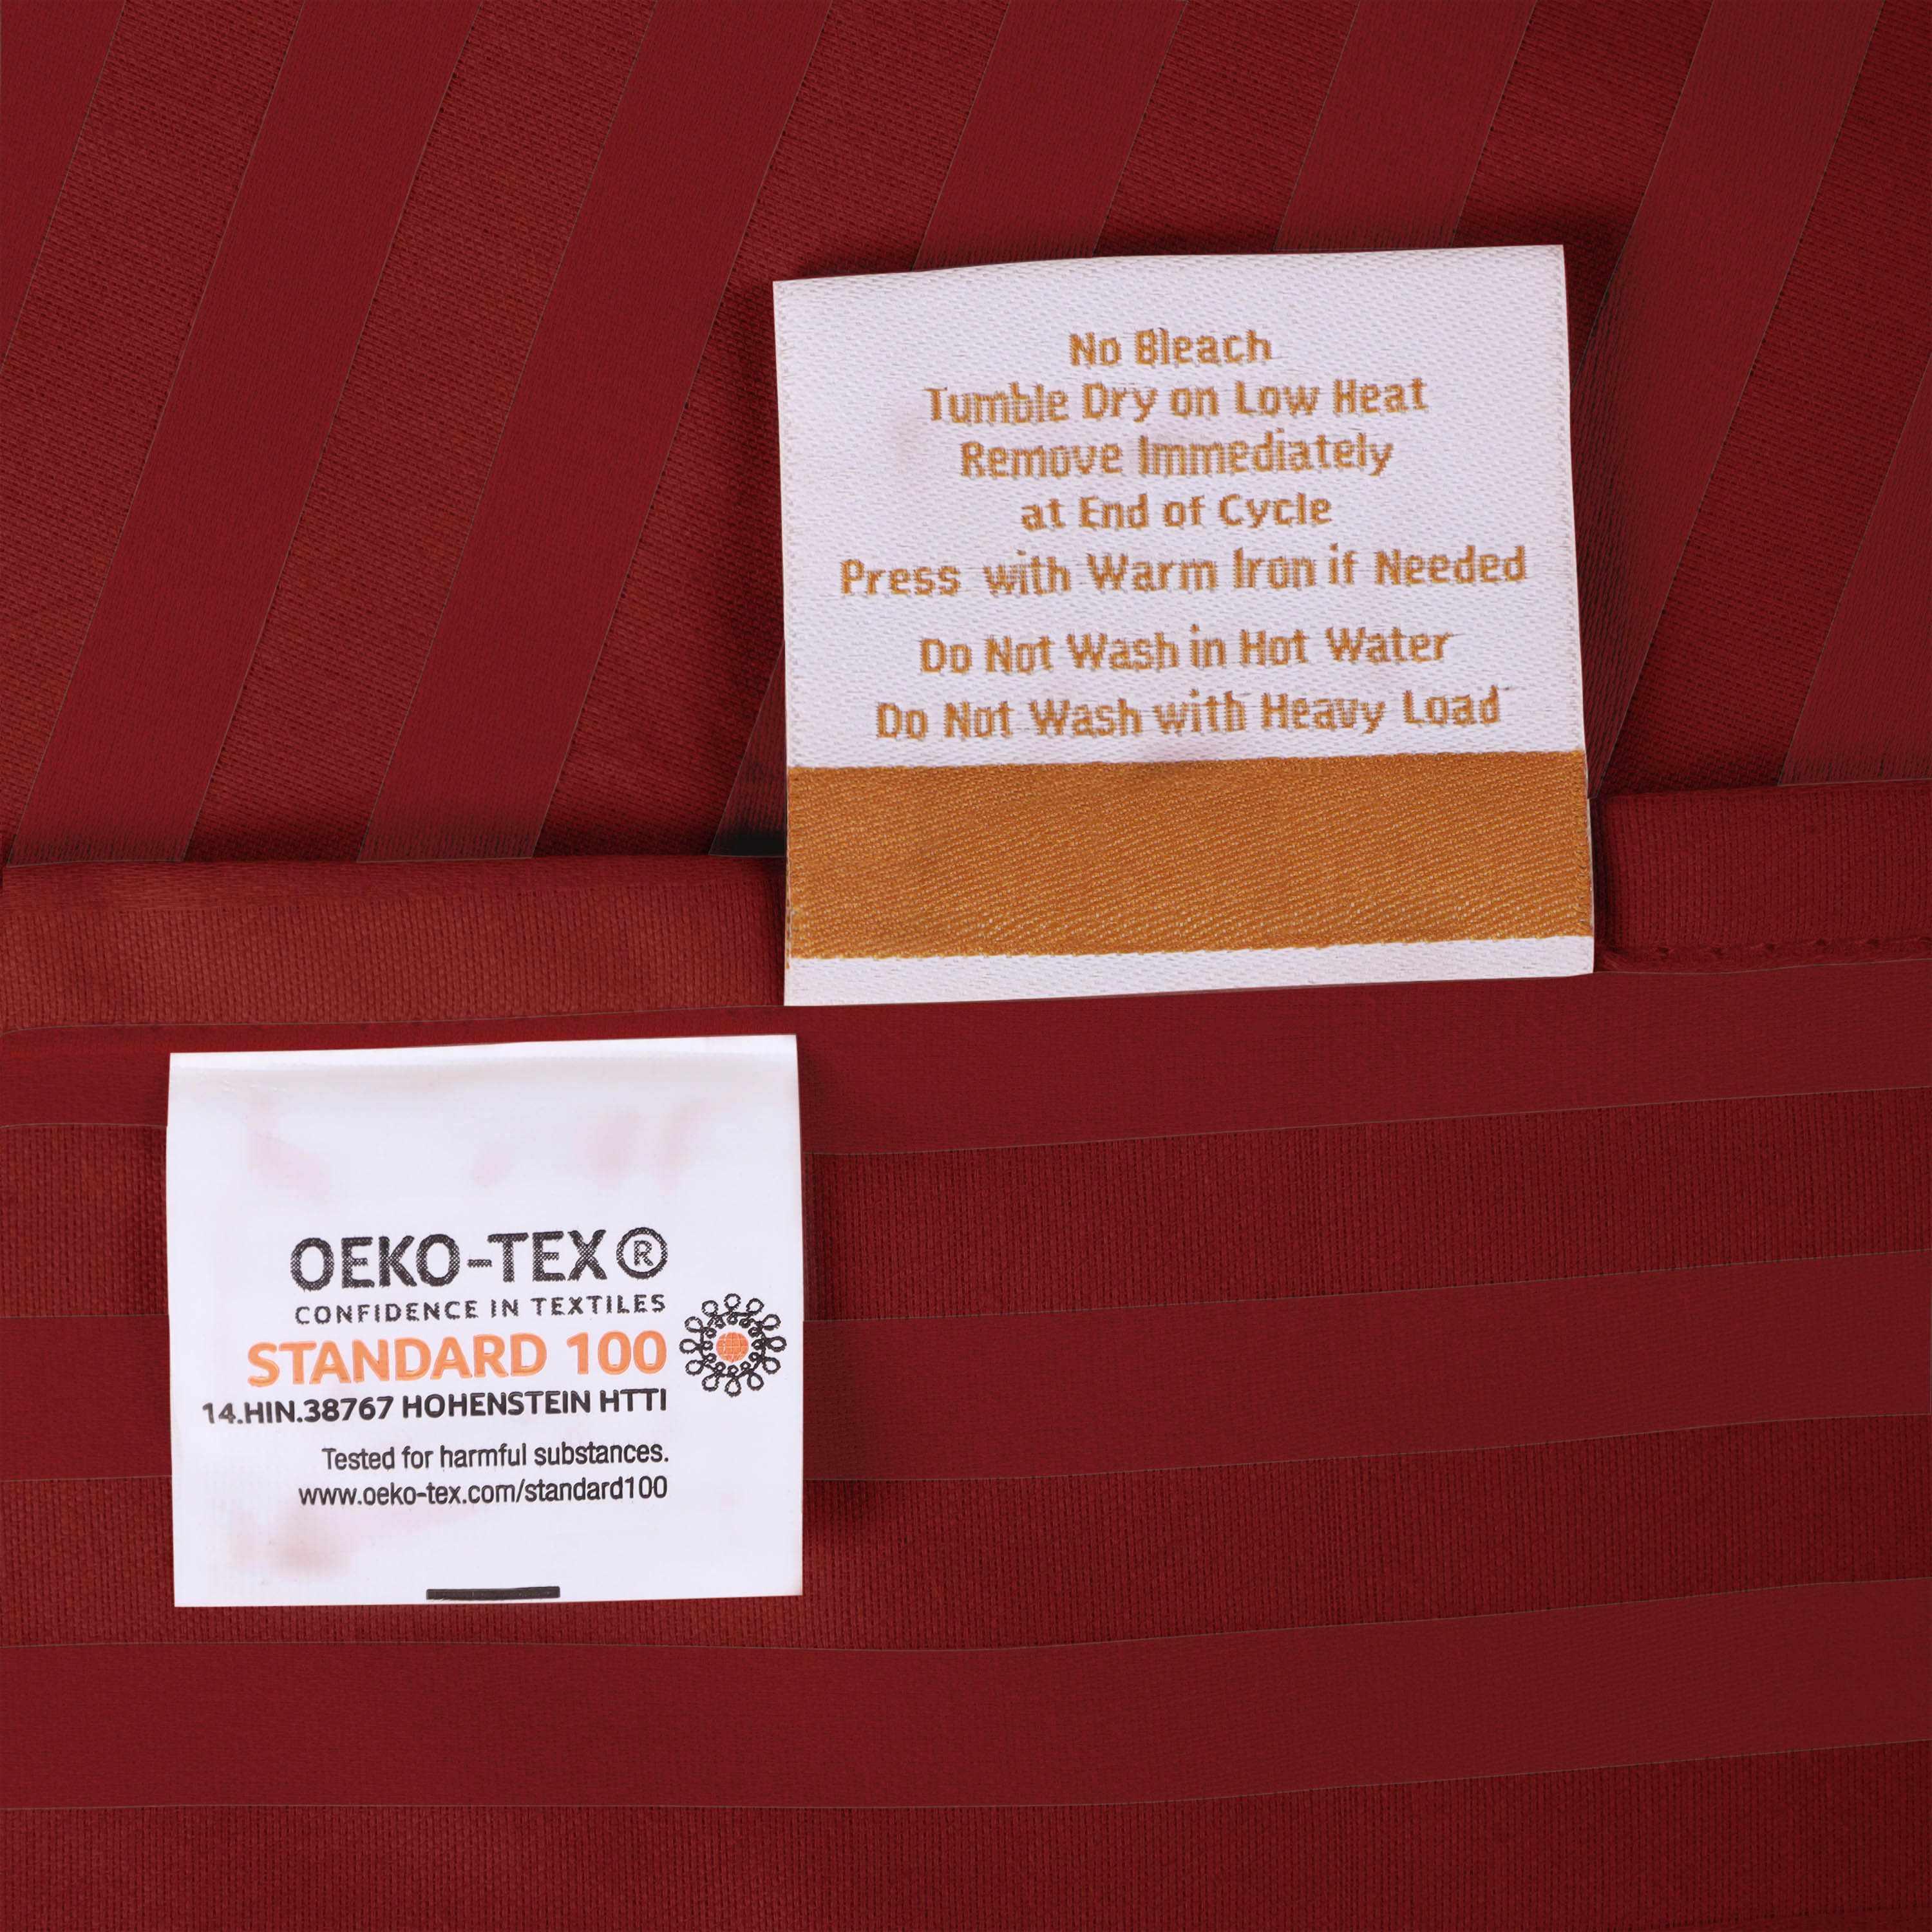 No Bleach
Tumble Dry on Low Heat
Remove Immediately
at End of Cycle
Press with Warm Iron if Needed
Do Not Wash in Hot Water
Do Not Wash with Heavy Load
OEKO-TEX®
CONFIDENCE IN TEXTILES
STANDARD 100
14.HIN.38767 HOHENSTEIN HTTI
Tested for harmful substances.
www.oeko-tex.com/standard100